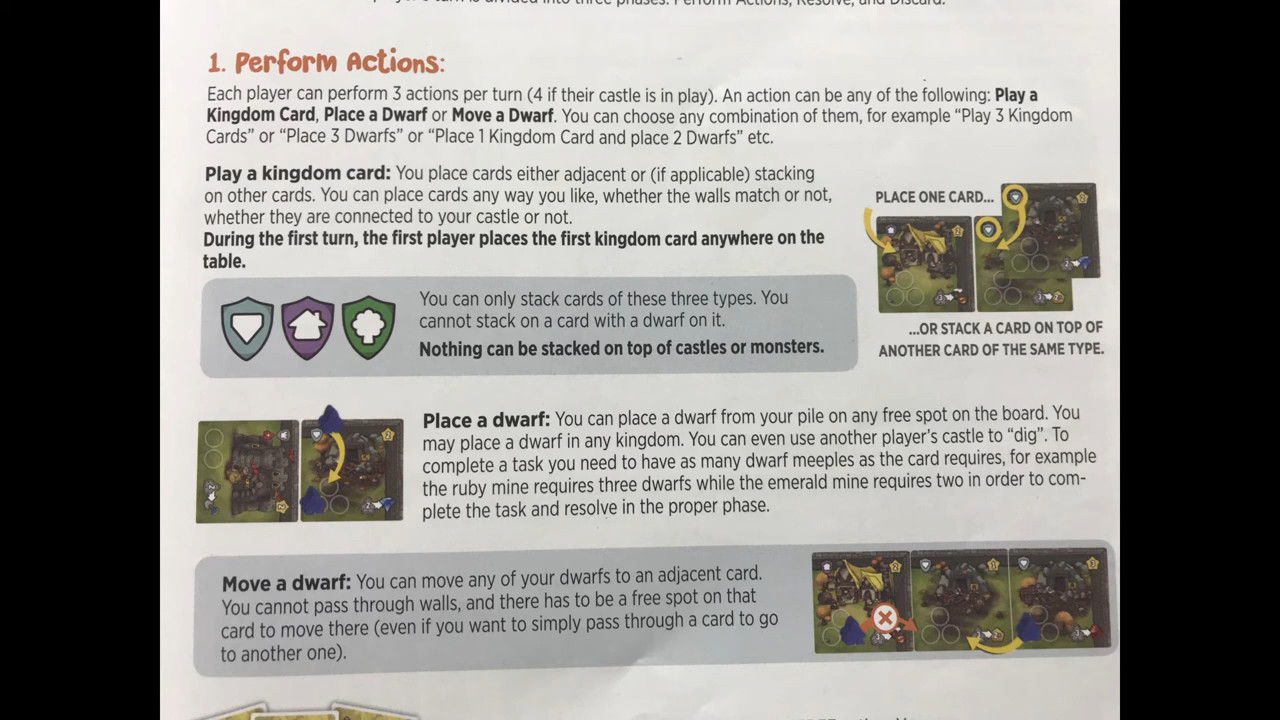 turn is divided into three phases: Perform Actions, Resolve, and Discard.
1. Perform Actions:
Each player can perform 3 actions per turn (4 if their castle is in play). An action can be any of the following: Play a
Kingdom Card, Place a Dwarf or Move a Dwarf. You can choose any combination of them, for example “Play 3 Kingdom
Cards” or “Place 3 Dwarfs” or “Place 1 Kingdom Card and place 2 Dwarfs” etc.
Play a kingdom card: You place cards either adjacent or (if applicable) stacking
on other cards. You can place cards any way you like, whether the walls match or not,
whether they are connected to your castle or not.
During the first turn, the first player places the first kingdom card anywhere on the
table.
PLACE ONE CARD...
...OR STACK A CARD ON TOP OF
ANOTHER CARD OF THE SAME TYPE.
You can only stack cards of these three types. You
cannot stack on a card with a dwarf on it.
Nothing can be stacked on top of castles or monsters.
Place a dwarf: You can place a dwarf from your pile on any free spot on the board. You
may place a dwarf in any kingdom. You can even use another player’s castle to “dig”. To
complete a task you need to have as many dwarf meeples as the card requires, for example
the ruby mine requires three dwarfs while the emerald mine requires two in order to com-
plete the task and resolve in the proper phase.
Move a dwarf: You can move any of your dwarfs to an adjacent card.
You cannot pass through walls, and there has to be a free spot on that
card to move there (even if you want to simply pass through a card to go
to another one).